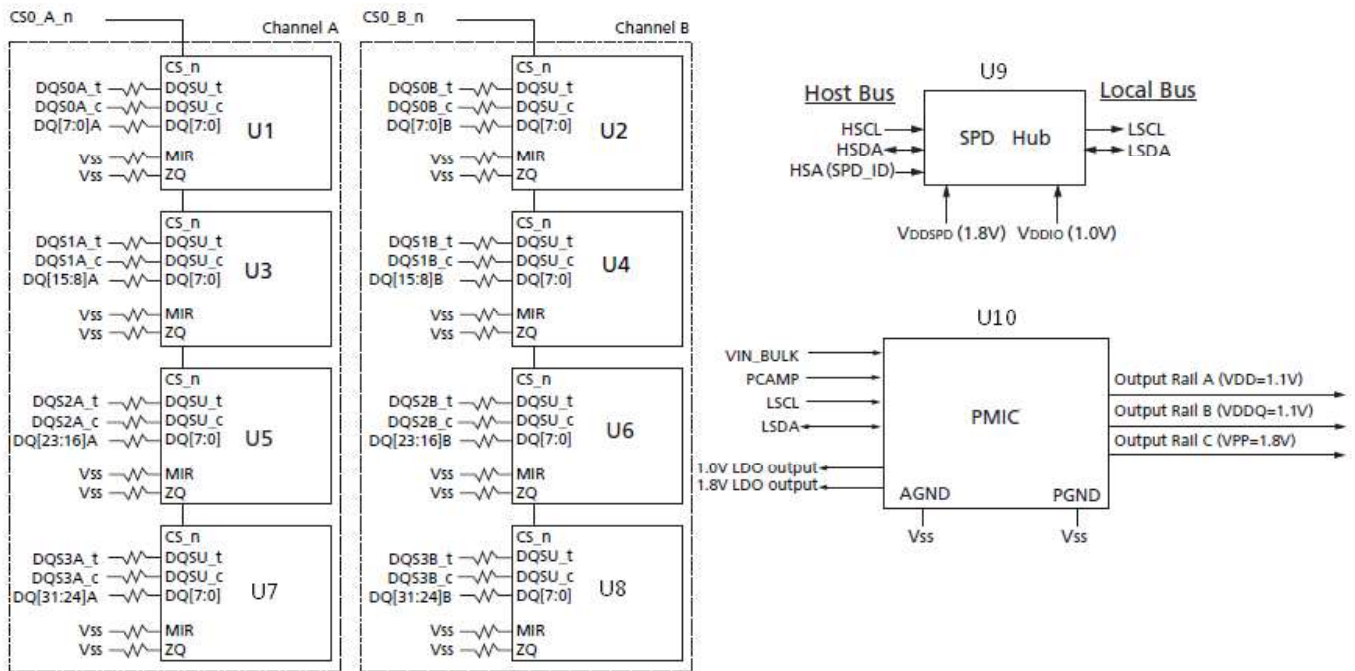 CS0_A_n
Channel A
CS_n
DQS0A_t DQSU_t
DQS0A_c DQSU_c
DQ[7:0]A DQ[7:0]
U1
Vss MIR
Vss ZQ
CS_n
DQS1A_t DQSU_t
DQS1A_c DQSU_c
DQ[15:8]A DQ[7:0]
U3
Vss MIR
Vss ZQ
CS_n
DQS2A_t DQSU_t
DQS2A_c DQSU_c
DQ[23:16]A DQ[7:0]
U5
Vss MIR
Vss ZQ
CS_n
DQS3A_t DQSU_t
DQS3A_c DQSU_c
DQ[31:24]A DQ[7:0]
U7
Vss MIR
Vss ZQ
CS0_B_n
Channel B
CS_n
DQS0B_t DQSU_t
DQS0B_c DQSU_c
DQ[7:0]B DQ[7:0]
U2
Vss MIR
Vss ZQ
CS_n
DQS1B_t DQSU_t
DQS1B_c DQSU_c
DQ[15:8]B DQ[7:0]
U4
Vss MIR
Vss ZQ
CS_n
DQS2B_t DQSU_t
DQS2B_c DQSU_c
DQ[23:16]B DQ[7:0]
U6
Vss MIR
Vss ZQ
CS_n
DQS3B_t DQSU_t
DQS3B_c DQSU_c
DQ[31:24]B DQ[7:0]
U8
Vss MIR
Vss ZQ
U9
Host Bus
Local Bus
HSCL
HSDA
HSA (SPD_ID)
SPD Hub
LSCL
LSDA
VDDSPD (1.8V) VDDIO (1.0V)
U10
VIN_BULK
PCAMP
LSCL
LSDA
1.0V LDO output
1.8V LDO output
PMIC
AGND
PGND
Vss
Vss
Output Rail A (VDD=1.1V)
Output Rail B (VDDQ=1.1V)
Output Rail C (VPP=1.8V)